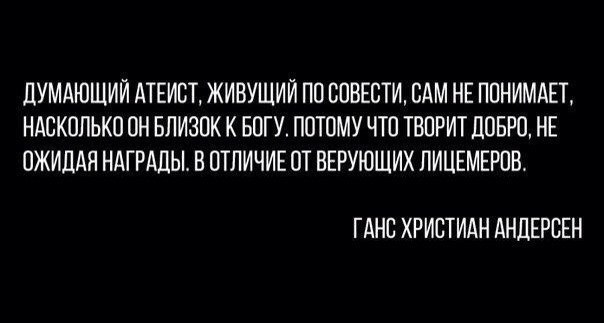 ДУМАЮЩИЙ АТЕИСТ, ЖИВУЩИЙ ПО СОВЕСТИ, САМ НЕ ПОНИМАЕТ,
НАСКОЛЬКО ОН БЛИЗОК К БОГУ. ПОТОМУ ЧТО ТВОРИТ ДОБРО, НЕ
ОЖИДАЯ НАГРАДЫ. В ОТЛИЧИЕ ОТ ВЕРУЮЩИХ ЛИЦЕМЕРОВ.
ГАНС ХРИСТИАН АНДЕРСЕН